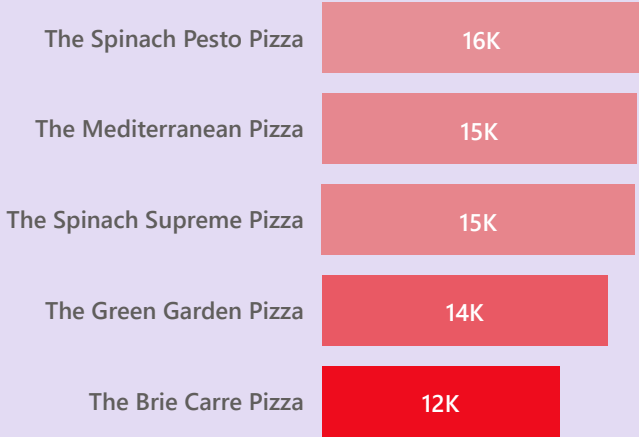 The Spinach Pesto Pizza 16K
The Mediterranean Pizza 15K
The Spinach Supreme Pizza 15K
The Green Garden Pizza 14K
The Brie Carre Pizza 12K